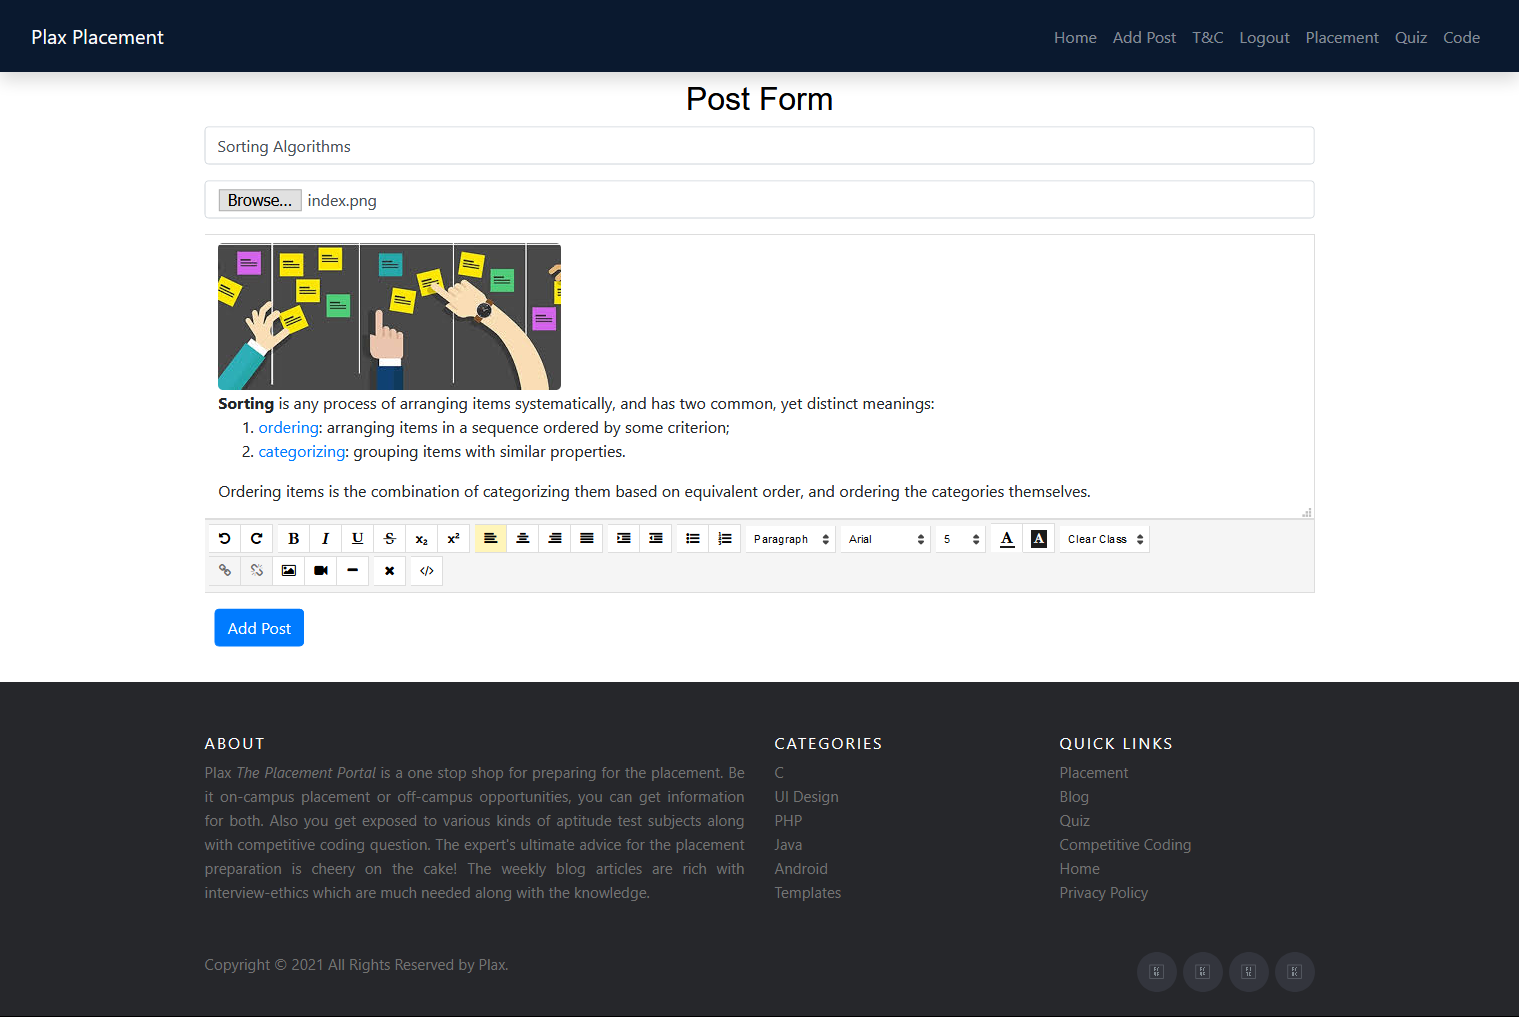 Plax Placement
Home Add Post T&C Logout Placement Quiz Code
Post Form
Sorting Algorithms
Browse... index.png
Sorting is any process of arranging items systematically, and has two common, yet distinct meanings:
1. ordering: arranging items in a sequence ordered by some criterion;
2. categorizing: grouping items with similar properties.
Ordering items is the combination of categorizing them based on equivalent order, and ordering the categories themselves.
B I U S x₂ x² Paragraph Arial 5 A A Clear Class
</>
Add Post
ABOUT
Plax The Placement Portal is a one stop shop for preparing for the placement. Be
it on-campus placement or off-campus opportunities, you can get information
for both. Also you get exposed to various kinds of aptitude test subjects along
with competitive coding question. The expert's ultimate advice for the placement
preparation is cheery on the cake! The weekly blog articles are rich with
interview-ethics which are much needed along with the knowledge.
CATEGORIES
C
UI Design
PHP
Java
Android
Templates
QUICK LINKS
Placement
Blog
Quiz
Competitive Coding
Home
Privacy Policy
Copyright © 2021 All Rights Reserved by Plax.